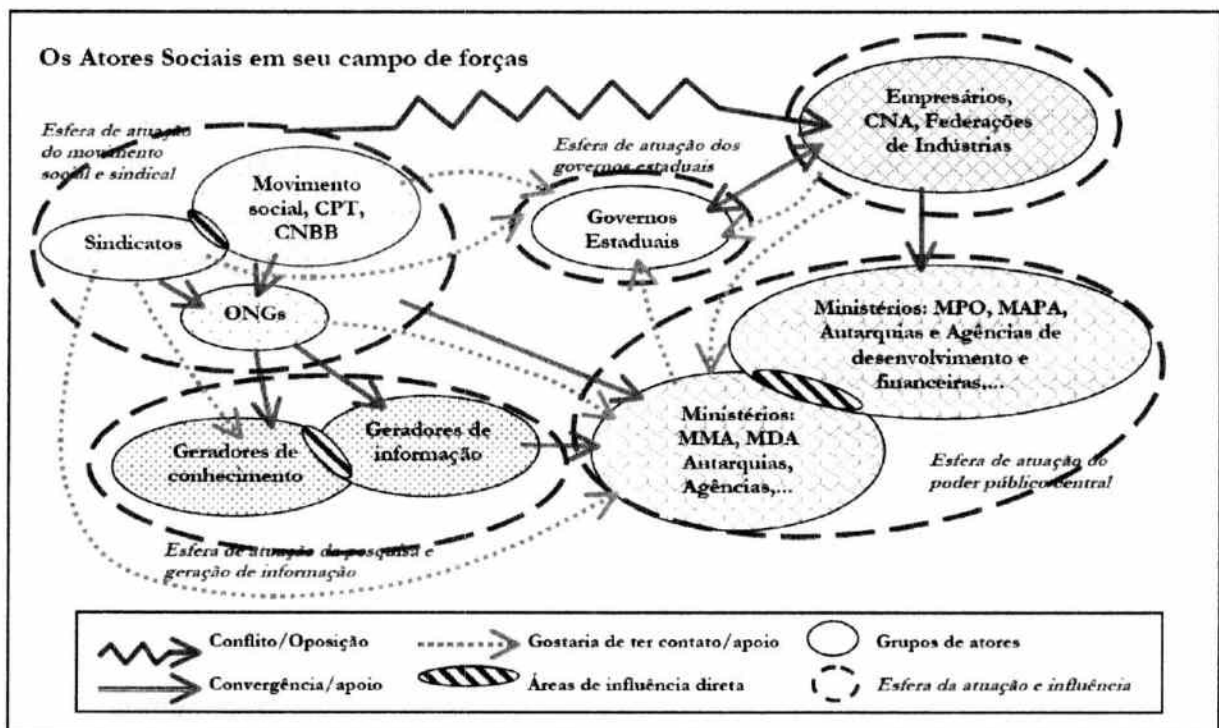 Os Atores Sociais em seu campo de forças
Empresários,
CNA, Federações
de Indústrias
Esfera de atuação
do movimento
social e sindical
Esfera de atuação dos
governos estaduais
Movimento
social, CPT,
CNBB
Sindicatos
Governos
Estaduais
ONGs
Ministérios: MPO, MAPA,
Autarquias e Agências de
desenvolvimento e
financeiras,...
Ministérios:
MMA, MDA
Autarquias,
Agências,...
Geradores de
informação
Geradores de
conhecimento
Esfera de atuação do
poder público central
Esfera de atuação da pesquisa e
geração de informação
Conflito/Oposição
Gostaria de ter contato/apoio
Grupos de atores
Convergência/apoio
Áreas de influência direta
Esfera da atuação e influência